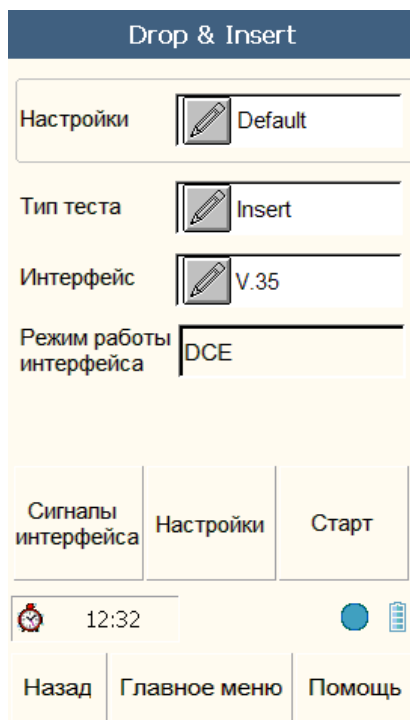 Drop & Insert
Настройки Default
Тип теста Insert
Интерфейс V.35
Режим работы
интерфейса DCE
Сигналы
интерфейса Настройки Старт
12:32
Назад Главное меню Помощь